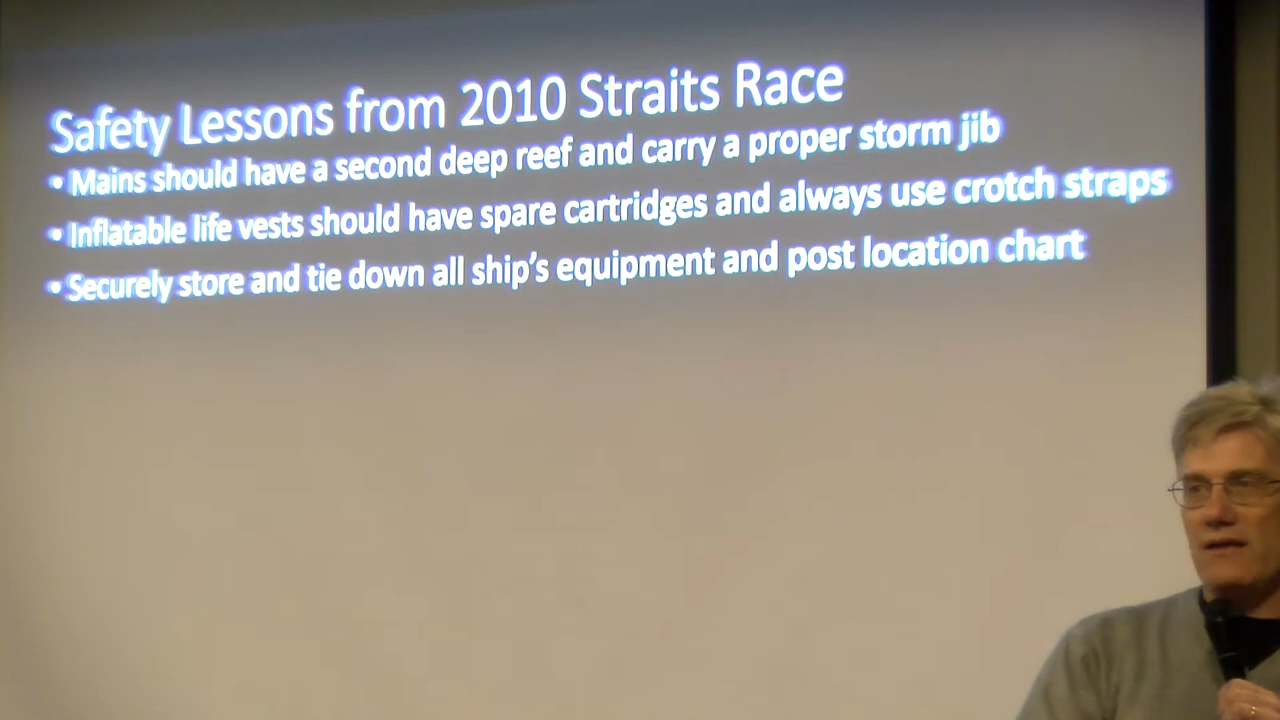 Safety Lessons from 2010 Straits Race
• Mains should have a second deep reef and carry a proper storm jib
• Inflatable life vests should have spare cartridges and always use crotch straps
• Securely store and tie down all ship's equipment and post location chart